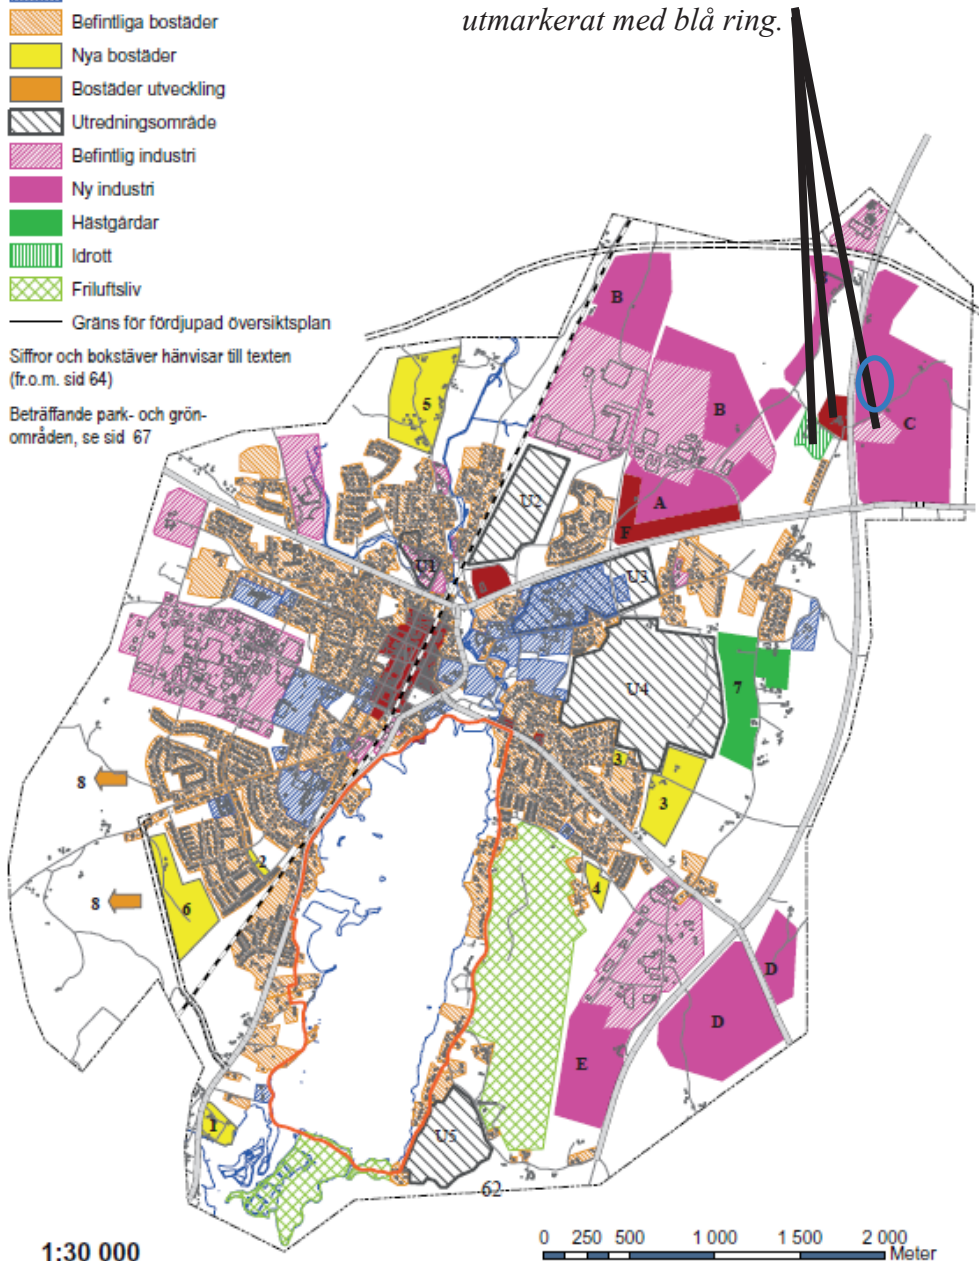 utmarkerat med blå ring.
Befintliga bostäder
Nya bostäder
Bostäder utveckling
Utredningsområde
Befintlig industri
Ny industri
Hästgårdar
Idrott
Friluftsliv
Gräns för fördjupad översiktsplan
Siffror och bokstäver hänvisar till texten
(fr.o.m. sid 64)
Beträffande park- och grön-
områden, se sid 67
B
5
B
C
U2
A
F
U1
U3
U4
7
3
3
8
2
4
6
8
D
D
E
1
U5
62
1:30 000
0 250 500 1 000 1 500 2 000
Meter